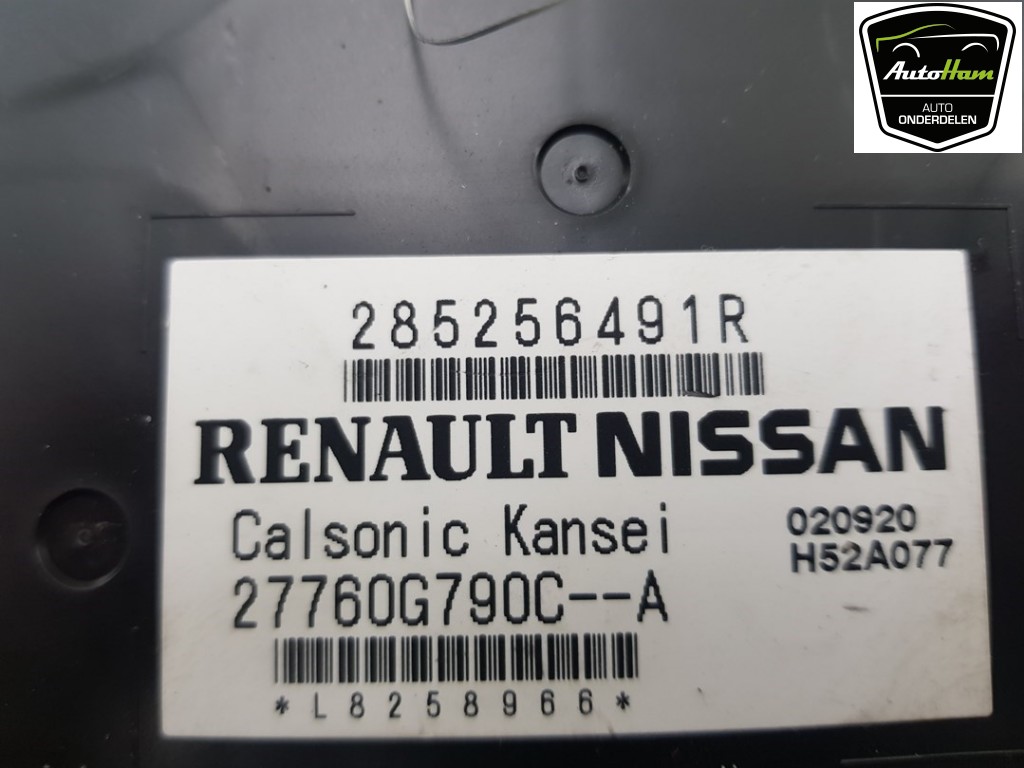 AutoHam
AUTO
ONDERDELEN
285256491R
RENAULT NISSAN
Calsonic Kansei
020920
H52A077
27760G790C--A
*L8258966*